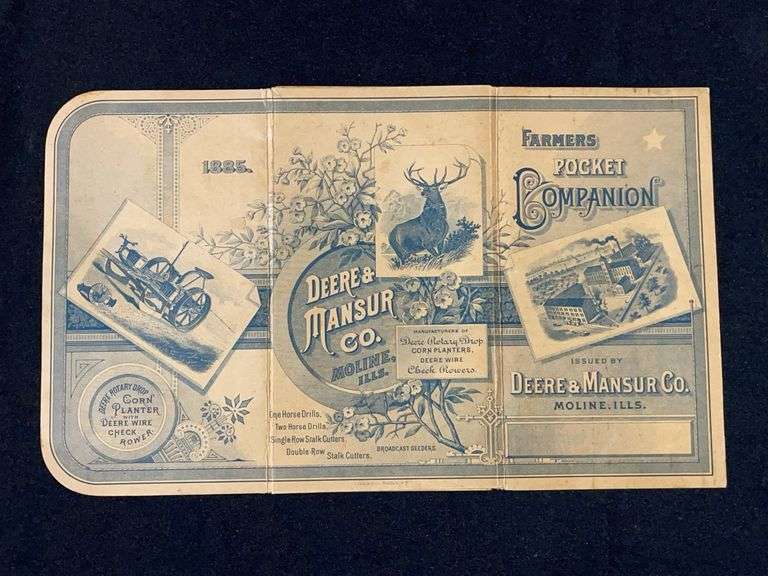 1885.
DEERE ROTARY DROP
CORN
PLANTER
WITH
DEERE WIRE
CHECK
ROWER
DEERE &
MANSUR
CO.
MOLINE,
ILLS.
MANUFACTURERS OF
Deere Rotary Drop
CORN PLANTERS,
DEERE WIRE
Check Rowers.
One Horse Drills.
Two Horse Drills.
Single Row Stalk Cutters.
Double Row Stalk Cutters.
BROADCAST SEEDERS.
FARMERS
POCKET
COMPANION
ISSUED BY
DEERE & MANSUR CO.
MOLINE, ILLS.